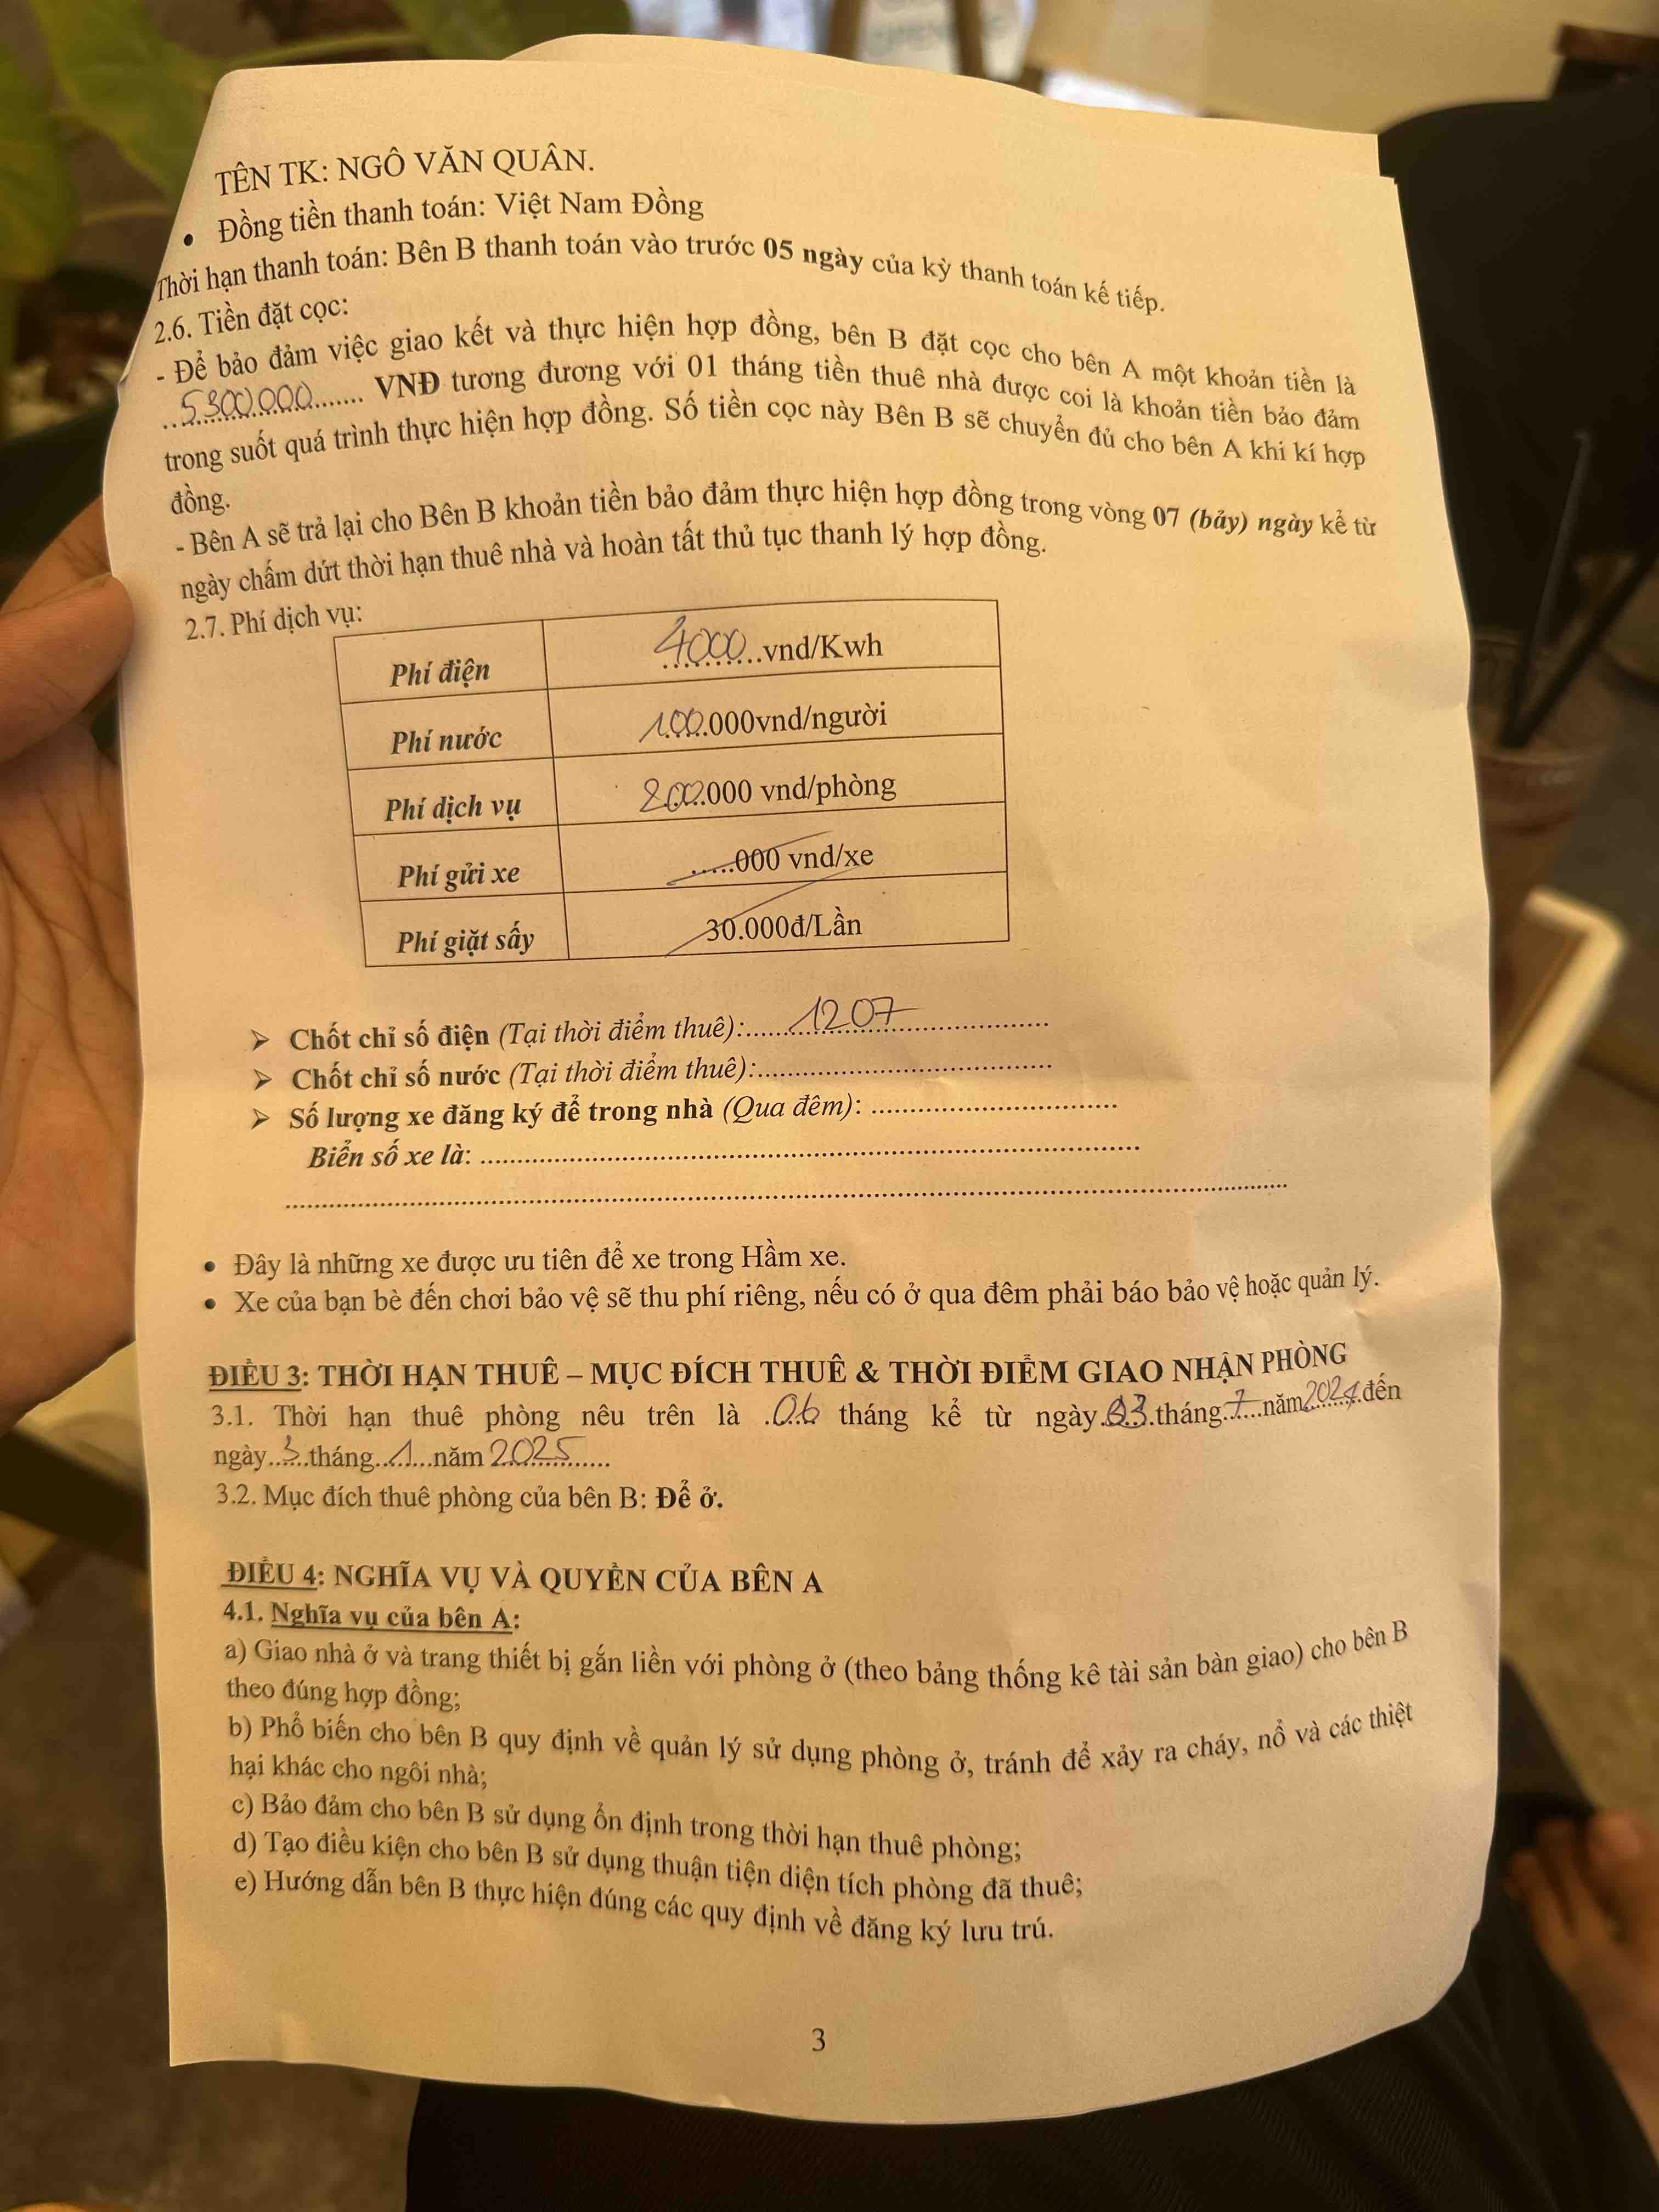 TÊN TK: NGÔ VĂN QUÂN.
• Đồng tiền thanh toán: Việt Nam Đồng
Thời hạn thanh toán: Bên B thanh toán vào trước 05 ngày của kỳ thanh toán kế tiếp.
2.6. Tiền đặt cọc:
- Để bảo đảm việc giao kết và thực hiện hợp đồng, bên B đặt cọc cho bên A một khoản tiền là
..5300.000....... VNĐ tương đương với 01 tháng tiền thuê nhà được coi là khoản tiền bảo đảm
trong suốt quá trình thực hiện hợp đồng. Số tiền cọc này Bên B sẽ chuyển đủ cho bên A khi kí hợp
đồng.
- Bên A sẽ trả lại cho Bên B khoản tiền bảo đảm thực hiện hợp đồng trong vòng 07 (bảy) ngày kể từ
ngày chấm dứt thời hạn thuê nhà và hoàn tất thủ tục thanh lý hợp đồng.
2.7. Phí dịch vụ:
Phí điện 4000..vnd/Kwh
Phí nước 100.000vnd/người
Phí dịch vụ 200.000 vnd/phòng
Phí gửi xe .....000 vnd/xe
Phí giặt sấy 30.000đ/Lần
➢ Chốt chỉ số điện (Tại thời điểm thuê):......1207..................
➢ Chốt chỉ số nước (Tại thời điểm thuê):....................................
➢ Số lượng xe đăng ký để trong nhà (Qua đêm): ..............................
Biển số xe là: ................................................................................
................................................................................................................
• Đây là những xe được ưu tiên để xe trong Hầm xe.
• Xe của bạn bè đến chơi bảo vệ sẽ thu phí riêng, nếu có ở qua đêm phải báo bảo vệ hoặc quản lý.
ĐIỀU 3: THỜI HẠN THUÊ – MỤC ĐÍCH THUÊ & THỜI ĐIỂM GIAO NHẬN PHÒNG
3.1. Thời hạn thuê phòng nêu trên là .06 tháng kể từ ngày.03.tháng.7...năm.2024.đến
ngày..3..tháng..1...năm 2025......
3.2. Mục đích thuê phòng của bên B: Để ở.
ĐIỀU 4: NGHĨA VỤ VÀ QUYỀN CỦA BÊN A
4.1. Nghĩa vụ của bên A:
a) Giao nhà ở và trang thiết bị gắn liền với phòng ở (theo bảng thống kê tài sản bàn giao) cho bên B
theo đúng hợp đồng;
b) Phổ biến cho bên B quy định về quản lý sử dụng phòng ở, tránh để xảy ra cháy, nổ và các thiệt
hại khác cho ngôi nhà;
c) Bảo đảm cho bên B sử dụng ổn định trong thời hạn thuê phòng;
d) Tạo điều kiện cho bên B sử dụng thuận tiện diện tích phòng đã thuê;
e) Hướng dẫn bên B thực hiện đúng các quy định về đăng ký lưu trú.
3